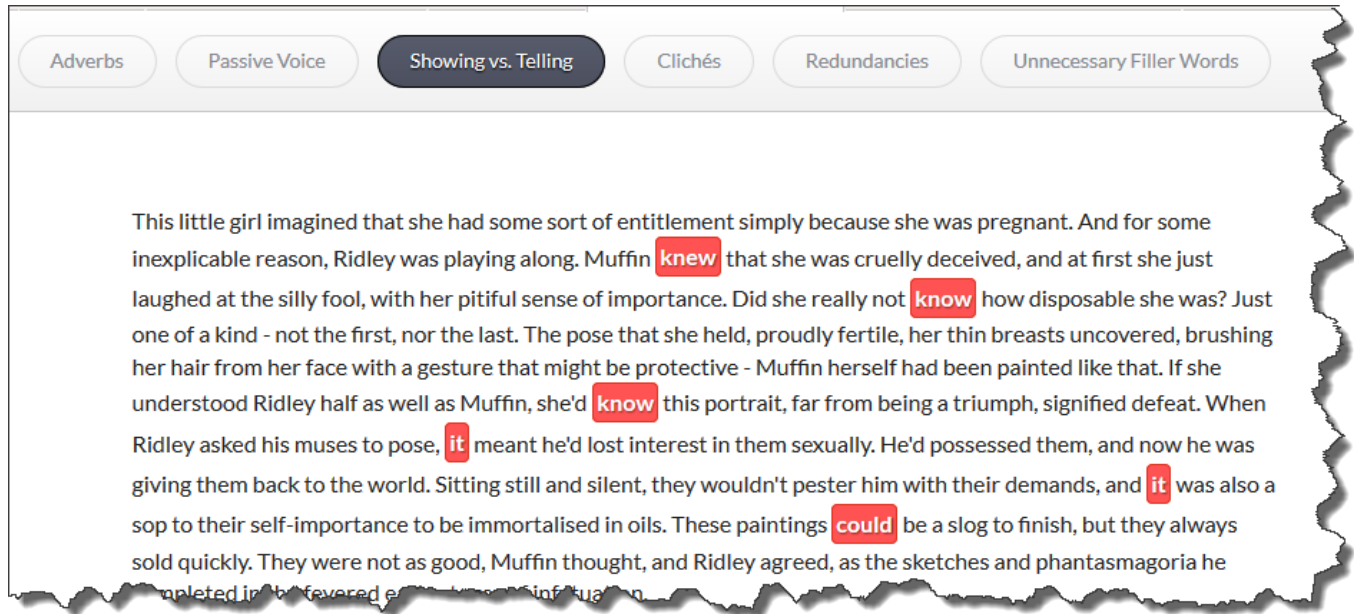 Adverbs Passive Voice Showing vs. Telling Clichés Redundancies Unnecessary Filler Words
This little girl imagined that she had some sort of entitlement simply because she was pregnant. And for some
inexplicable reason, Ridley was playing along. Muffin knew that she was cruelly deceived, and at first she just
laughed at the silly fool, with her pitiful sense of importance. Did she really not know how disposable she was? Just
one of a kind - not the first, nor the last. The pose that she held, proudly fertile, her thin breasts uncovered, brushing
her hair from her face with a gesture that might be protective - Muffin herself had been painted like that. If she
understood Ridley half as well as Muffin, she'd know this portrait, far from being a triumph, signified defeat. When
Ridley asked his muses to pose, it meant he'd lost interest in them sexually. He'd possessed them, and now he was
giving them back to the world. Sitting still and silent, they wouldn't pester him with their demands, and it was also a
sop to their self-importance to be immortalised in oils. These paintings could be a slog to finish, but they always
sold quickly. They were not as good, Muffin thought, and Ridley agreed, as the sketches and phantasmagoria he
fevered